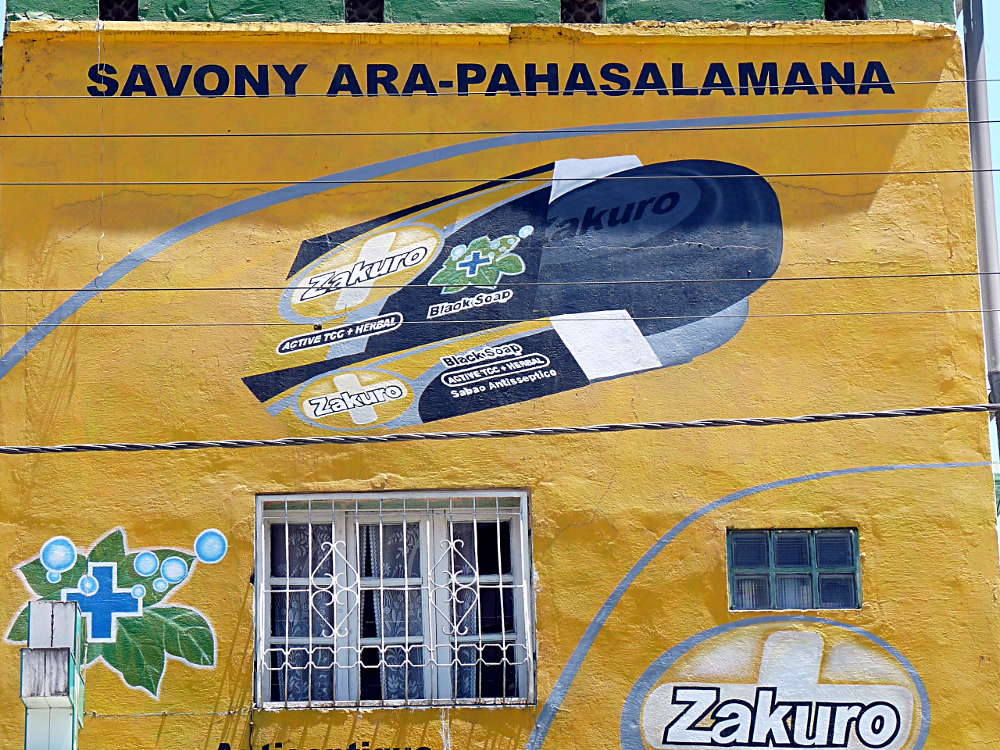 SAVONY ARA-PAHASALAMANA
Zakuro
Zakuro
Black Soap
ACTIVE TCC + HERBAL
Black Soap
ACTIVE TCC + HERBAL
Sabao Antisseptico
Zakuro
Zakuro
Antiseptique